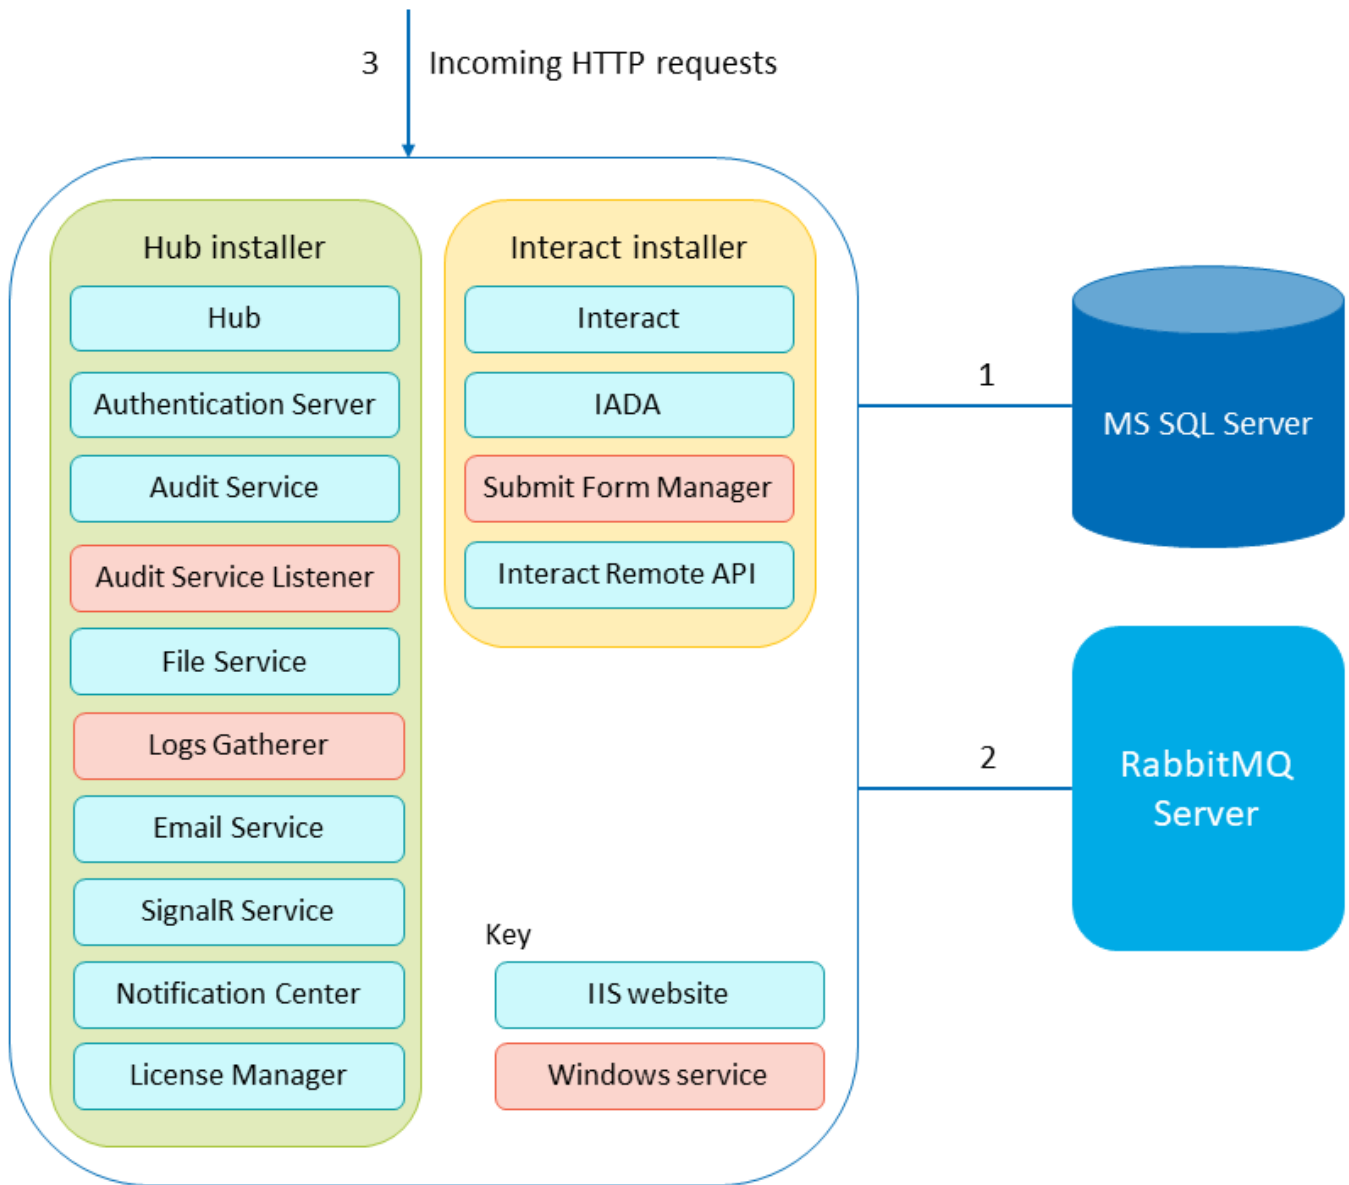 3 Incoming HTTP requests
Hub installer
Hub
Authentication Server
Audit Service
Audit Service Listener
File Service
Logs Gatherer
Email Service
SignalR Service
Notification Center
License Manager
Interact installer
Interact
IADA
Submit Form Manager
Interact Remote API
Key
IIS website
Windows service
1
MS SQL Server
2
RabbitMQ
Server